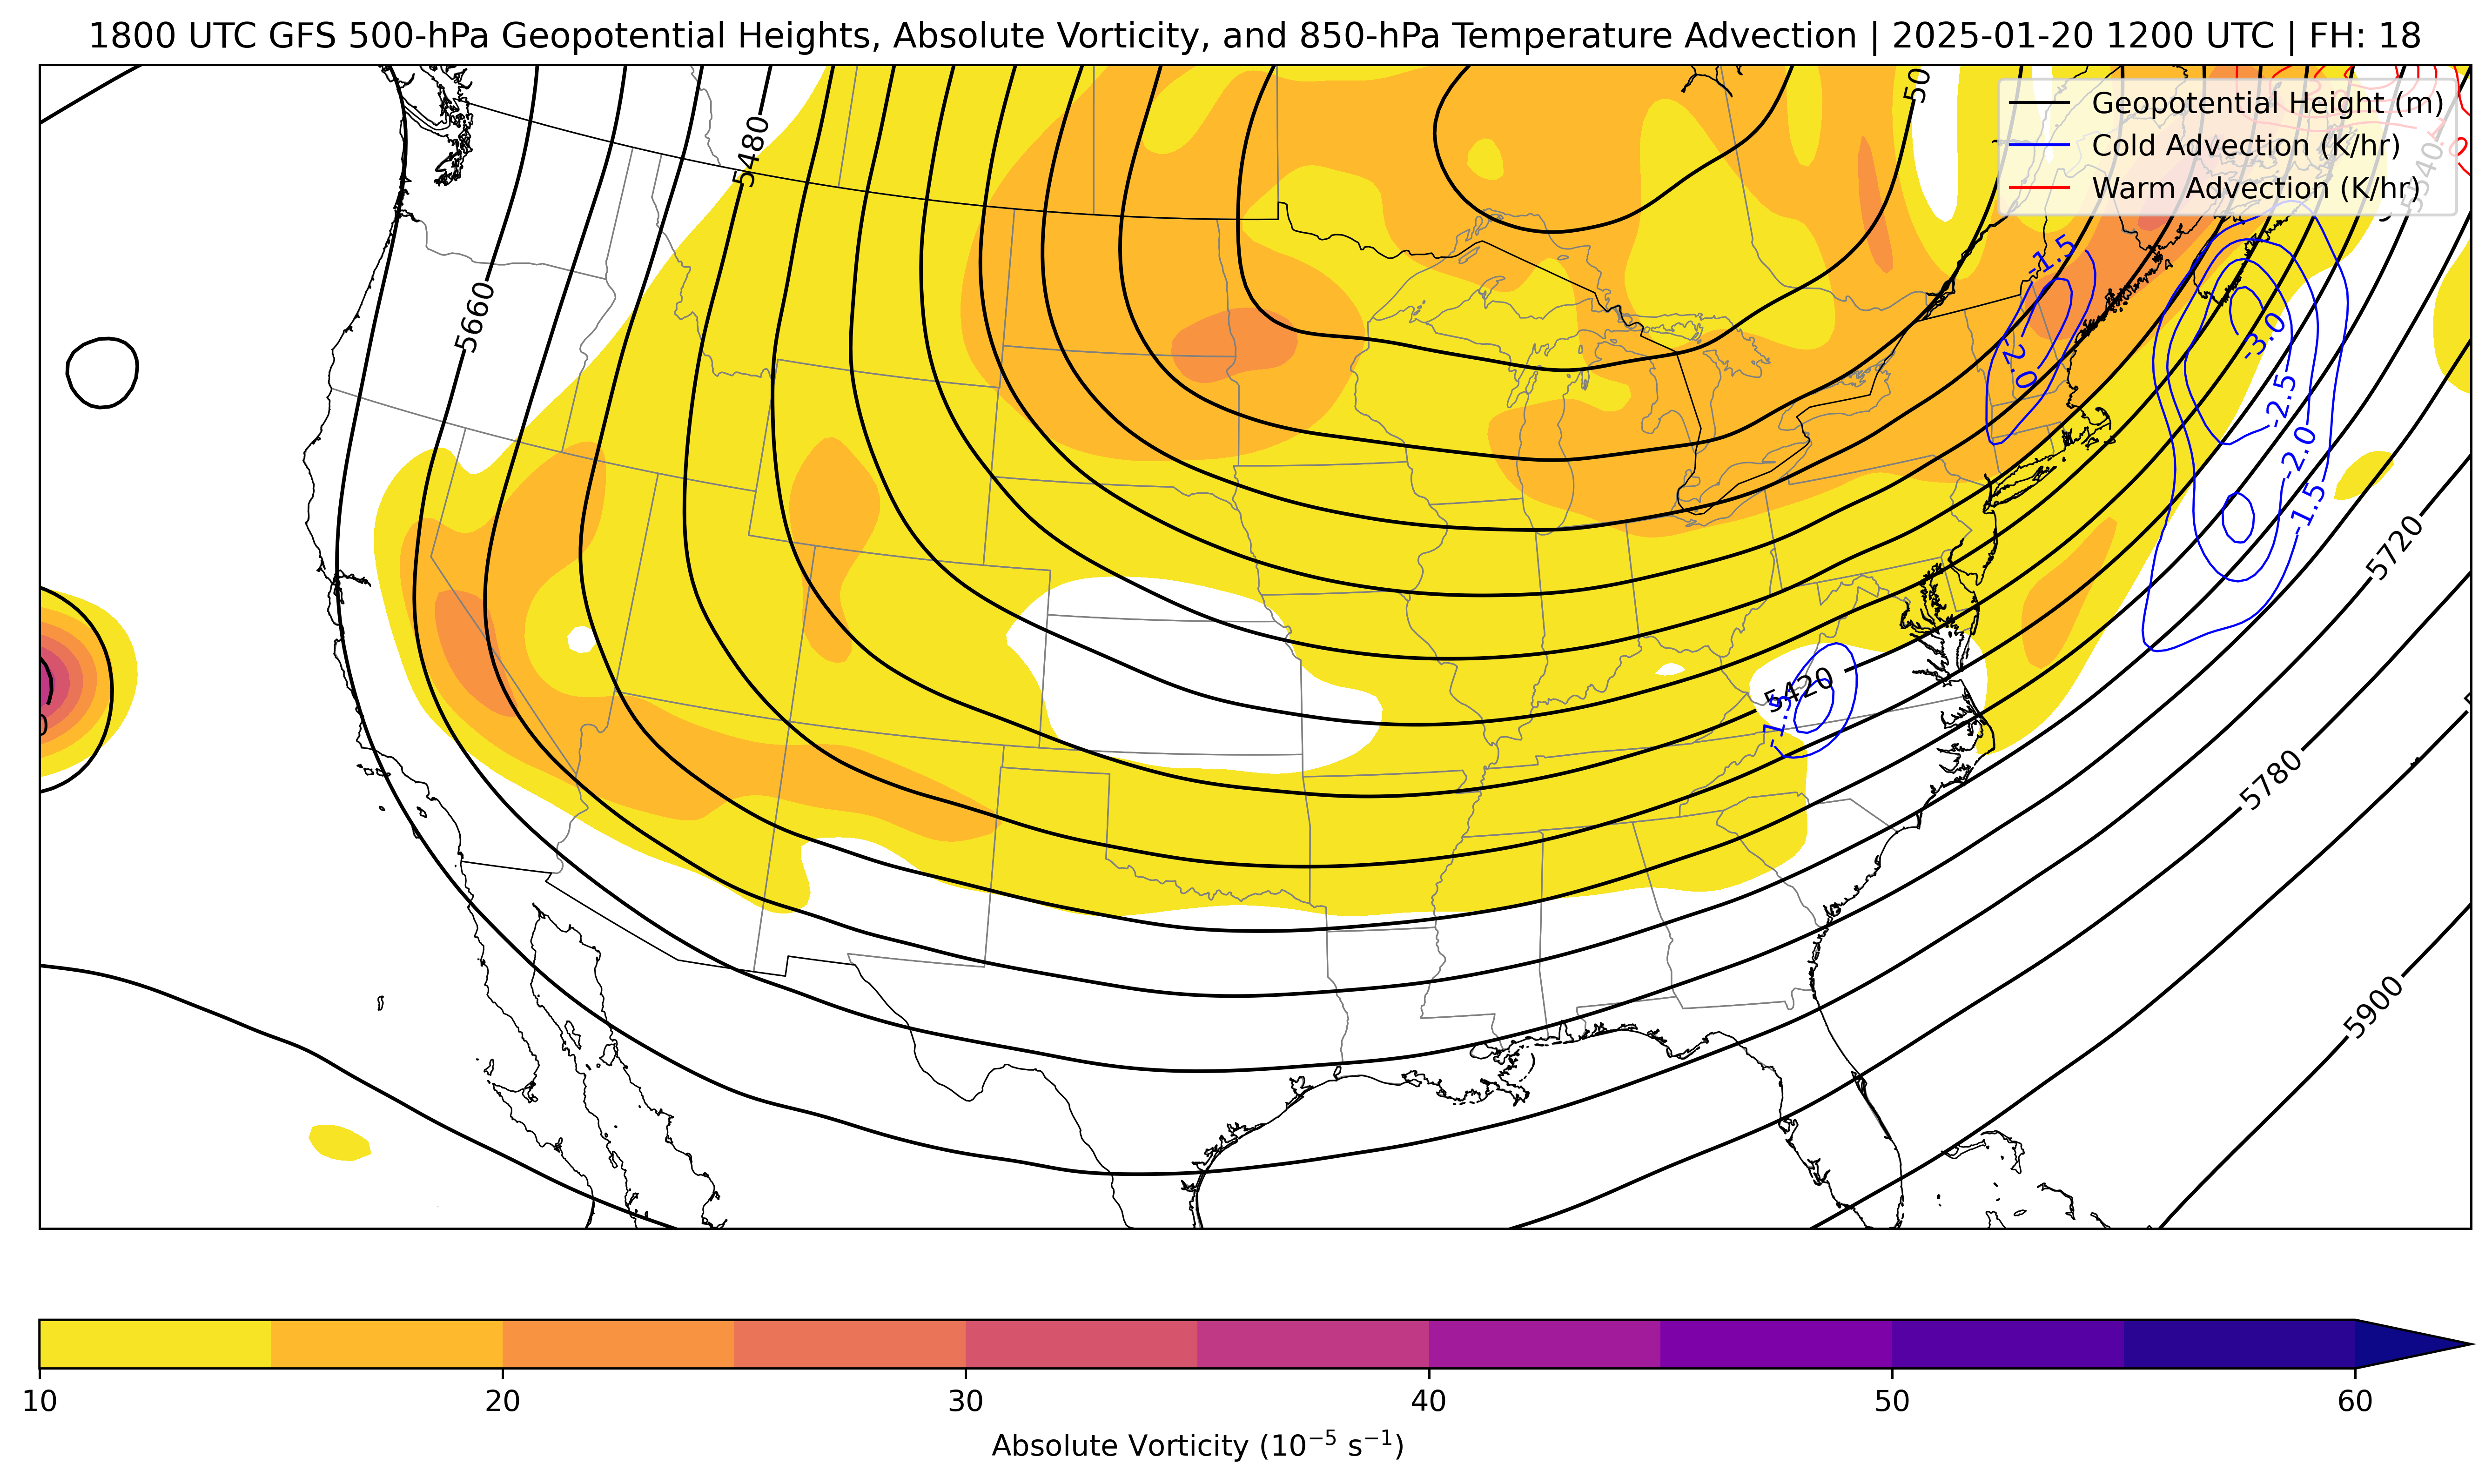 1800 UTC GFS 500-hPa Geopotential Heights, Absolute Vorticity, and 850-hPa Temperature Advection | 2025-01-20 1200 UTC | FH: 18
Geopotential Height (m)
Cold Advection (K/hr)
Warm Advection (K/hr)
50
5480
5940
-1.5
5660
-2.0
-3.0
-2.5
-2.0
-1.5
5720
5420
-1.5
0
5780
5900
10 20 30 40 50 60
Absolute Vorticity (10⁻⁵ s⁻¹)